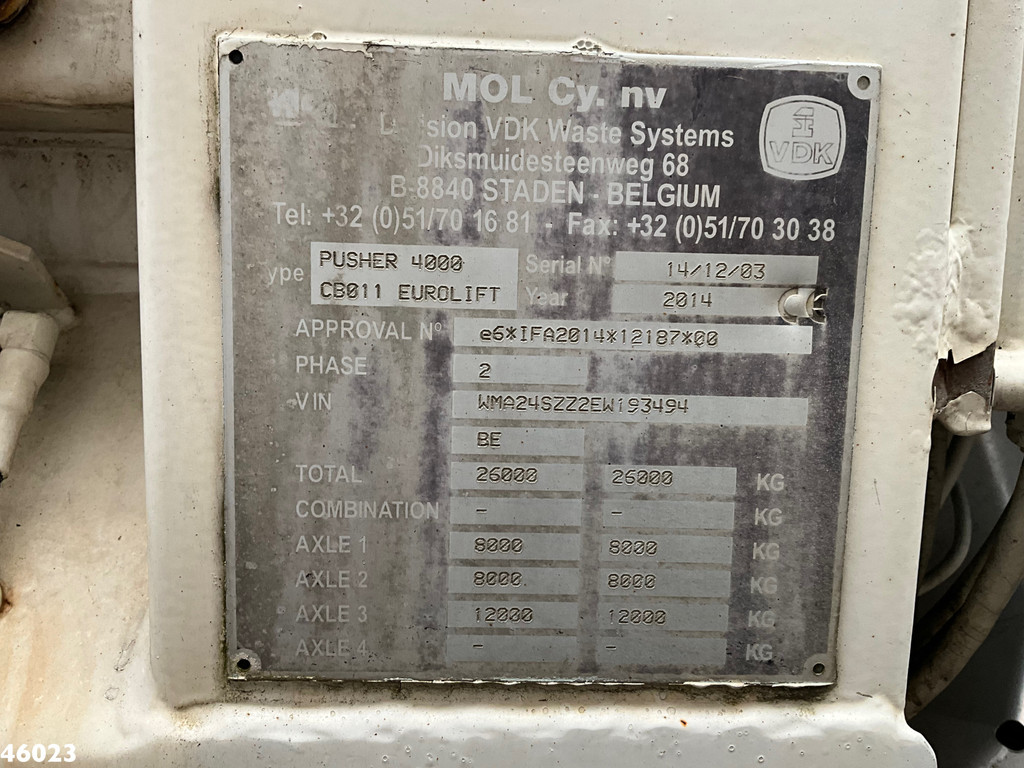 MOL Cy. nv
VDK Waste Systems
VDK
Diksmuidesteenweg 68
B-8840 STADEN - BELGIUM
Tel: +32 (0)51/70 16 81 - Fax: +32 (0)51/70 30 38
ype PUSHER 4000 Serial N° 14/12/03
CB011 EUROLIFT Year 2014
APPROVAL N° e6*IFA2014*12187*00
PHASE 2
VIN WMA24SZZ2EW193494
BE
TOTAL 26000 26000 KG
COMBINATION - - KG
AXLE 1 8000 8000 KG
AXLE 2 8000 8000 KG
AXLE 3 12000 12000 KG
AXLE 4 - - KG
46023